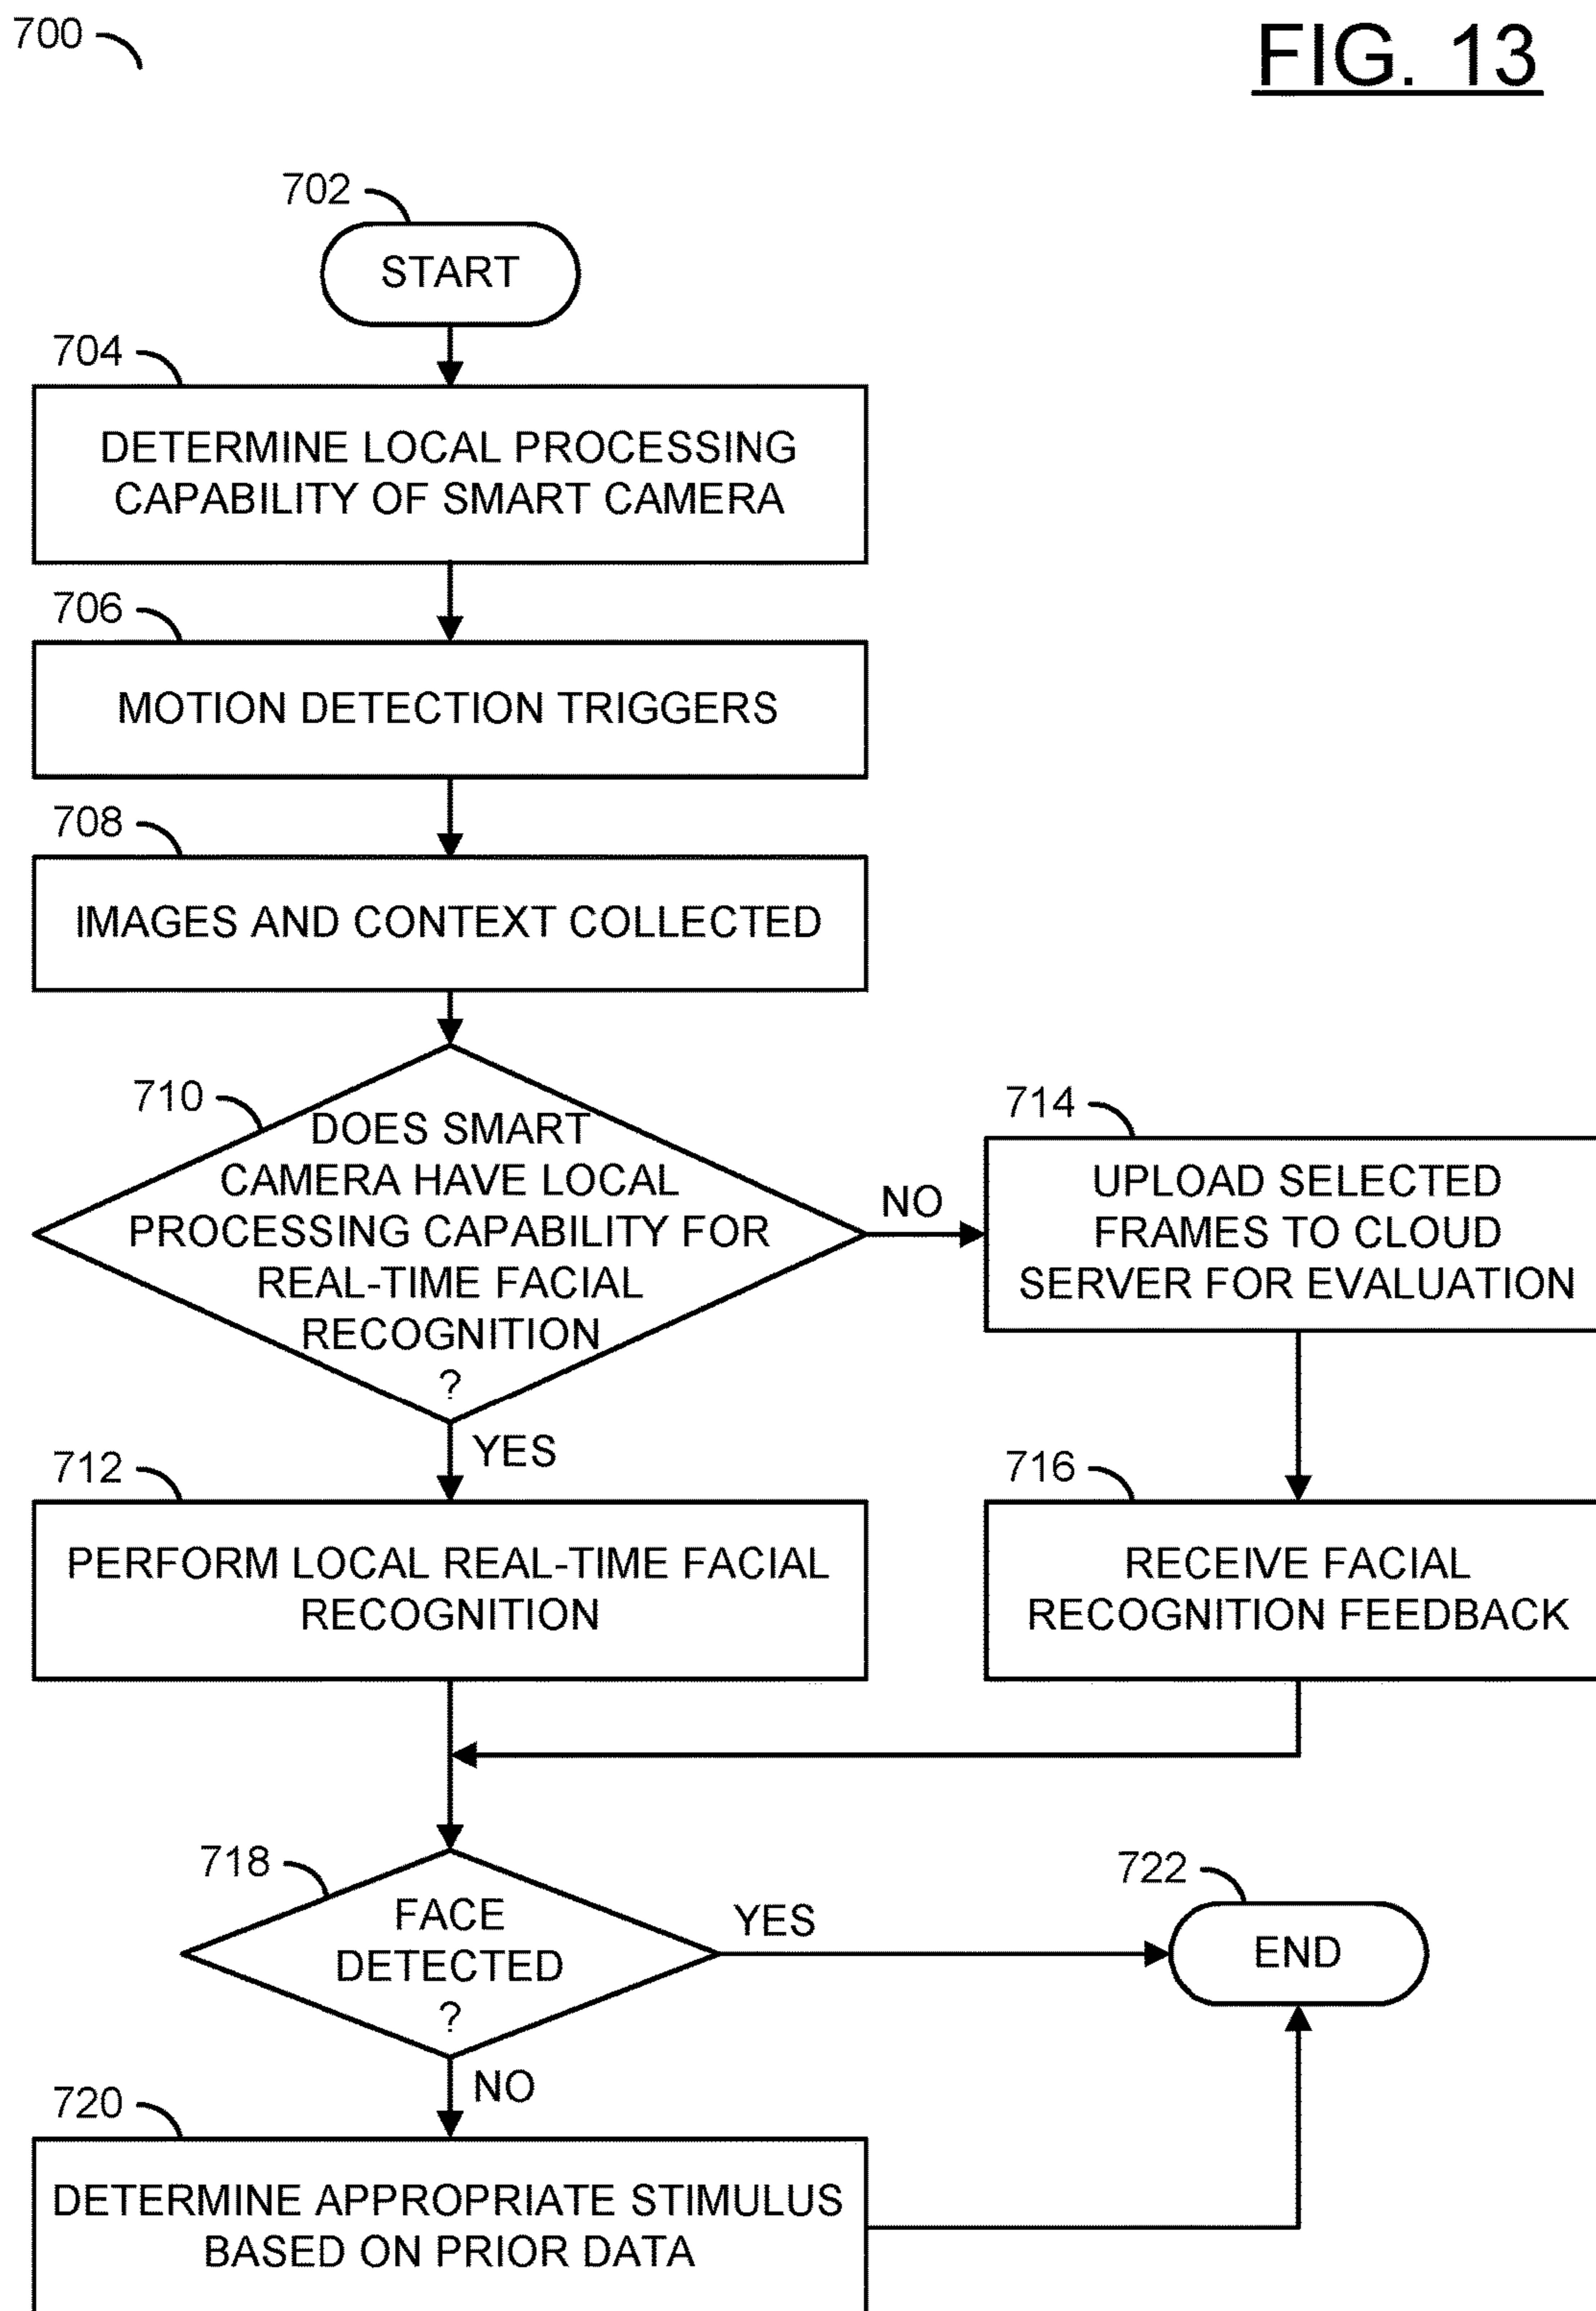 700
FIG. 13
702
START
704
DETERMINE LOCAL PROCESSING
CAPABILITY OF SMART CAMERA
706
MOTION DETECTION TRIGGERS
708
IMAGES AND CONTEXT COLLECTED
710
DOES SMART
CAMERA HAVE LOCAL
PROCESSING CAPABILITY FOR
REAL-TIME FACIAL
RECOGNITION
?
NO
714
UPLOAD SELECTED
FRAMES TO CLOUD
SERVER FOR EVALUATION
YES
712
PERFORM LOCAL REAL-TIME FACIAL
RECOGNITION
716
RECEIVE FACIAL
RECOGNITION FEEDBACK
718
FACE
DETECTED
?
YES
722
END
NO
720
DETERMINE APPROPRIATE STIMULUS
BASED ON PRIOR DATA